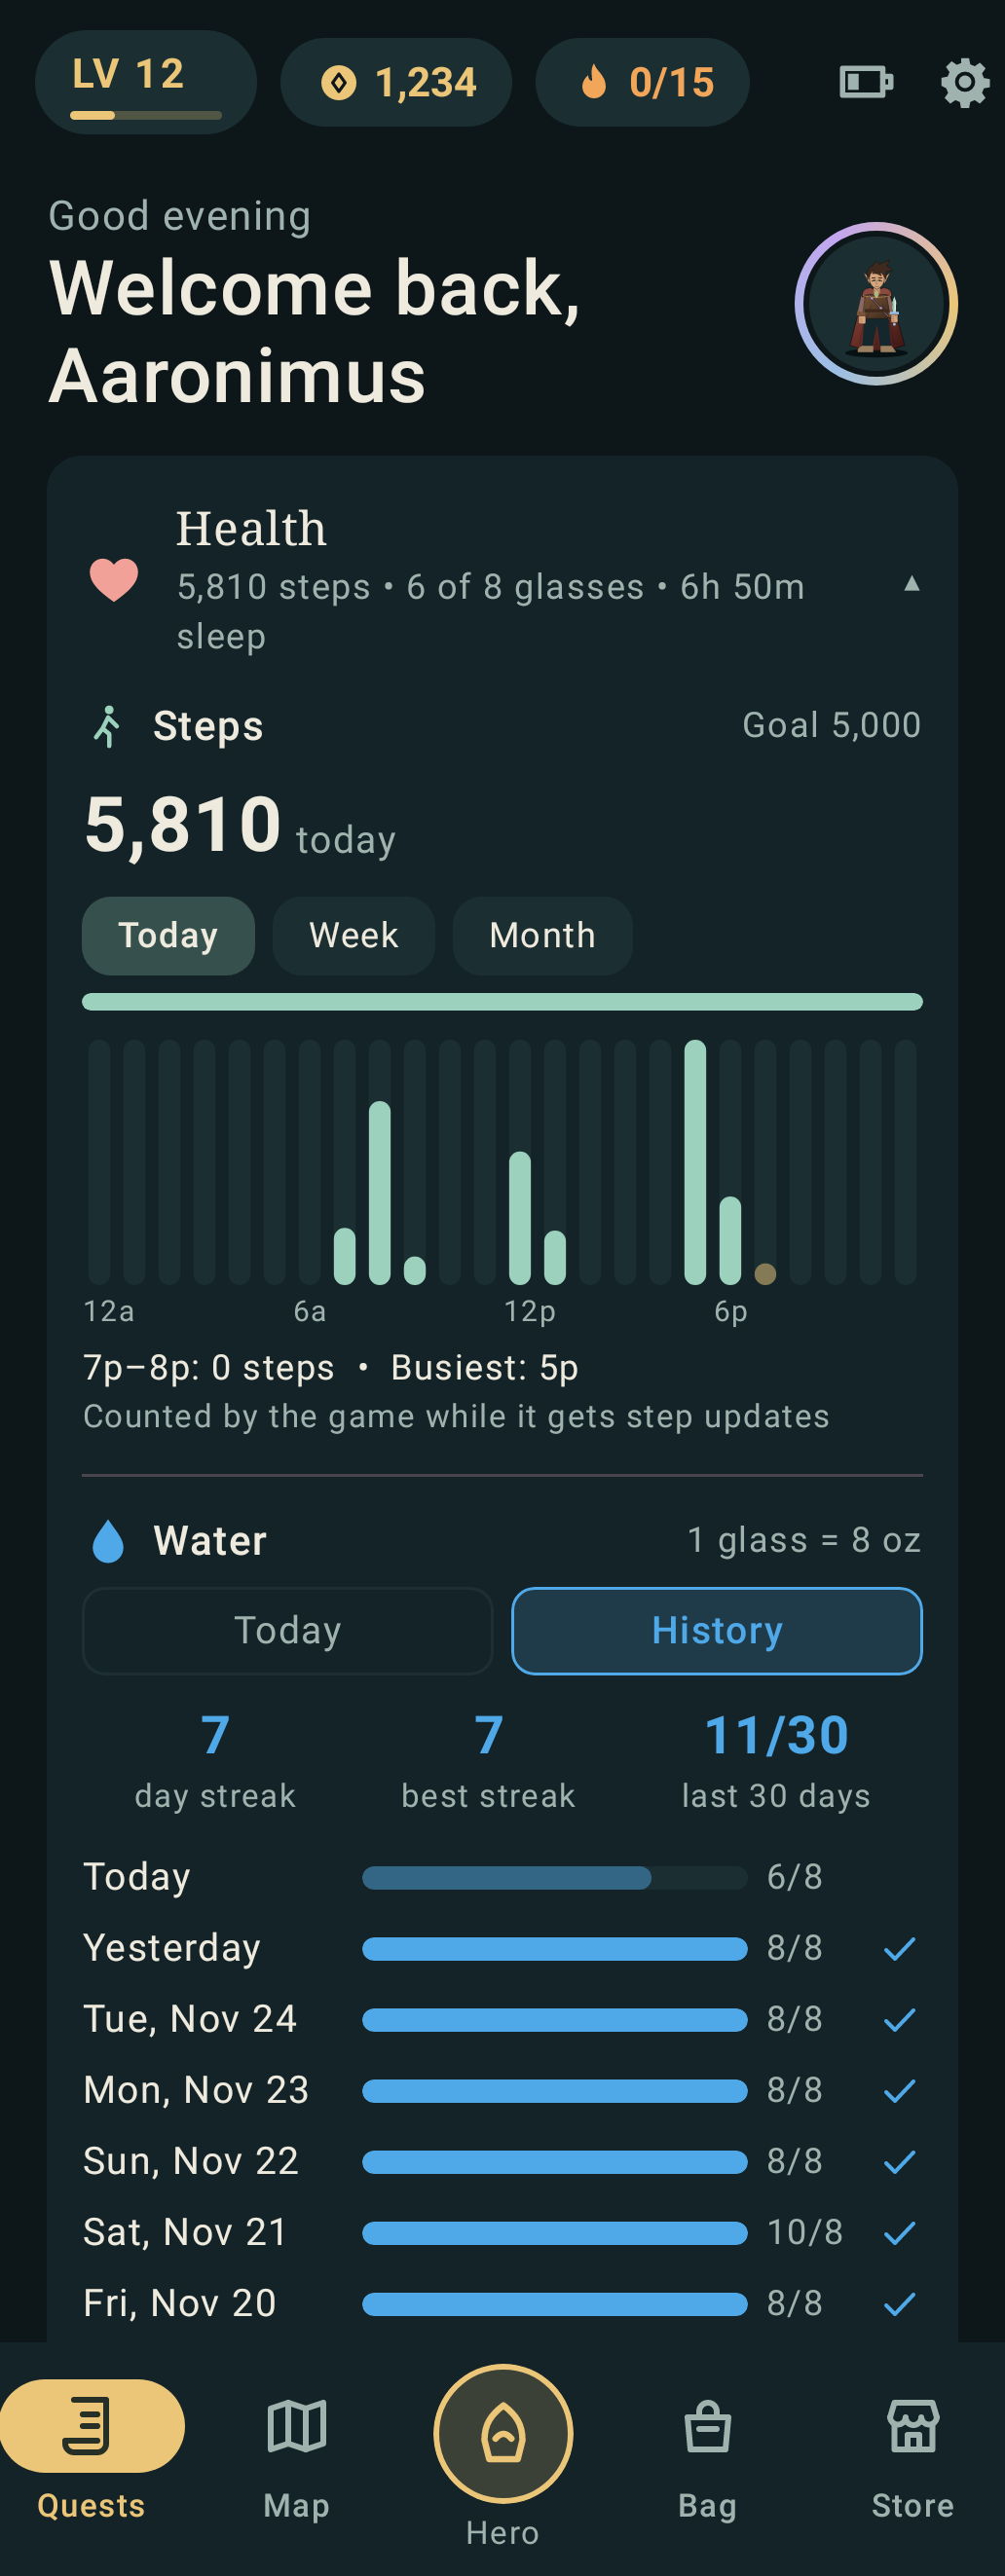 LV 12
1,234
0/15
Good evening
Welcome back,
Aaronimus
Health
5,810 steps • 6 of 8 glasses • 6h 50m
sleep
Steps
Goal 5,000
5,810 today
Today
Week
Month
12a
6a
12p
6p
7p–8p: 0 steps • Busiest: 5p
Counted by the game while it gets step updates
Water
1 glass = 8 oz
Today
History
7
day streak
7
best streak
11/30
last 30 days
Today 6/8
Yesterday 8/8
Tue, Nov 24 8/8
Mon, Nov 23 8/8
Sun, Nov 22 8/8
Sat, Nov 21 10/8
Fri, Nov 20 8/8
Quests
Map
Hero
Bag
Store